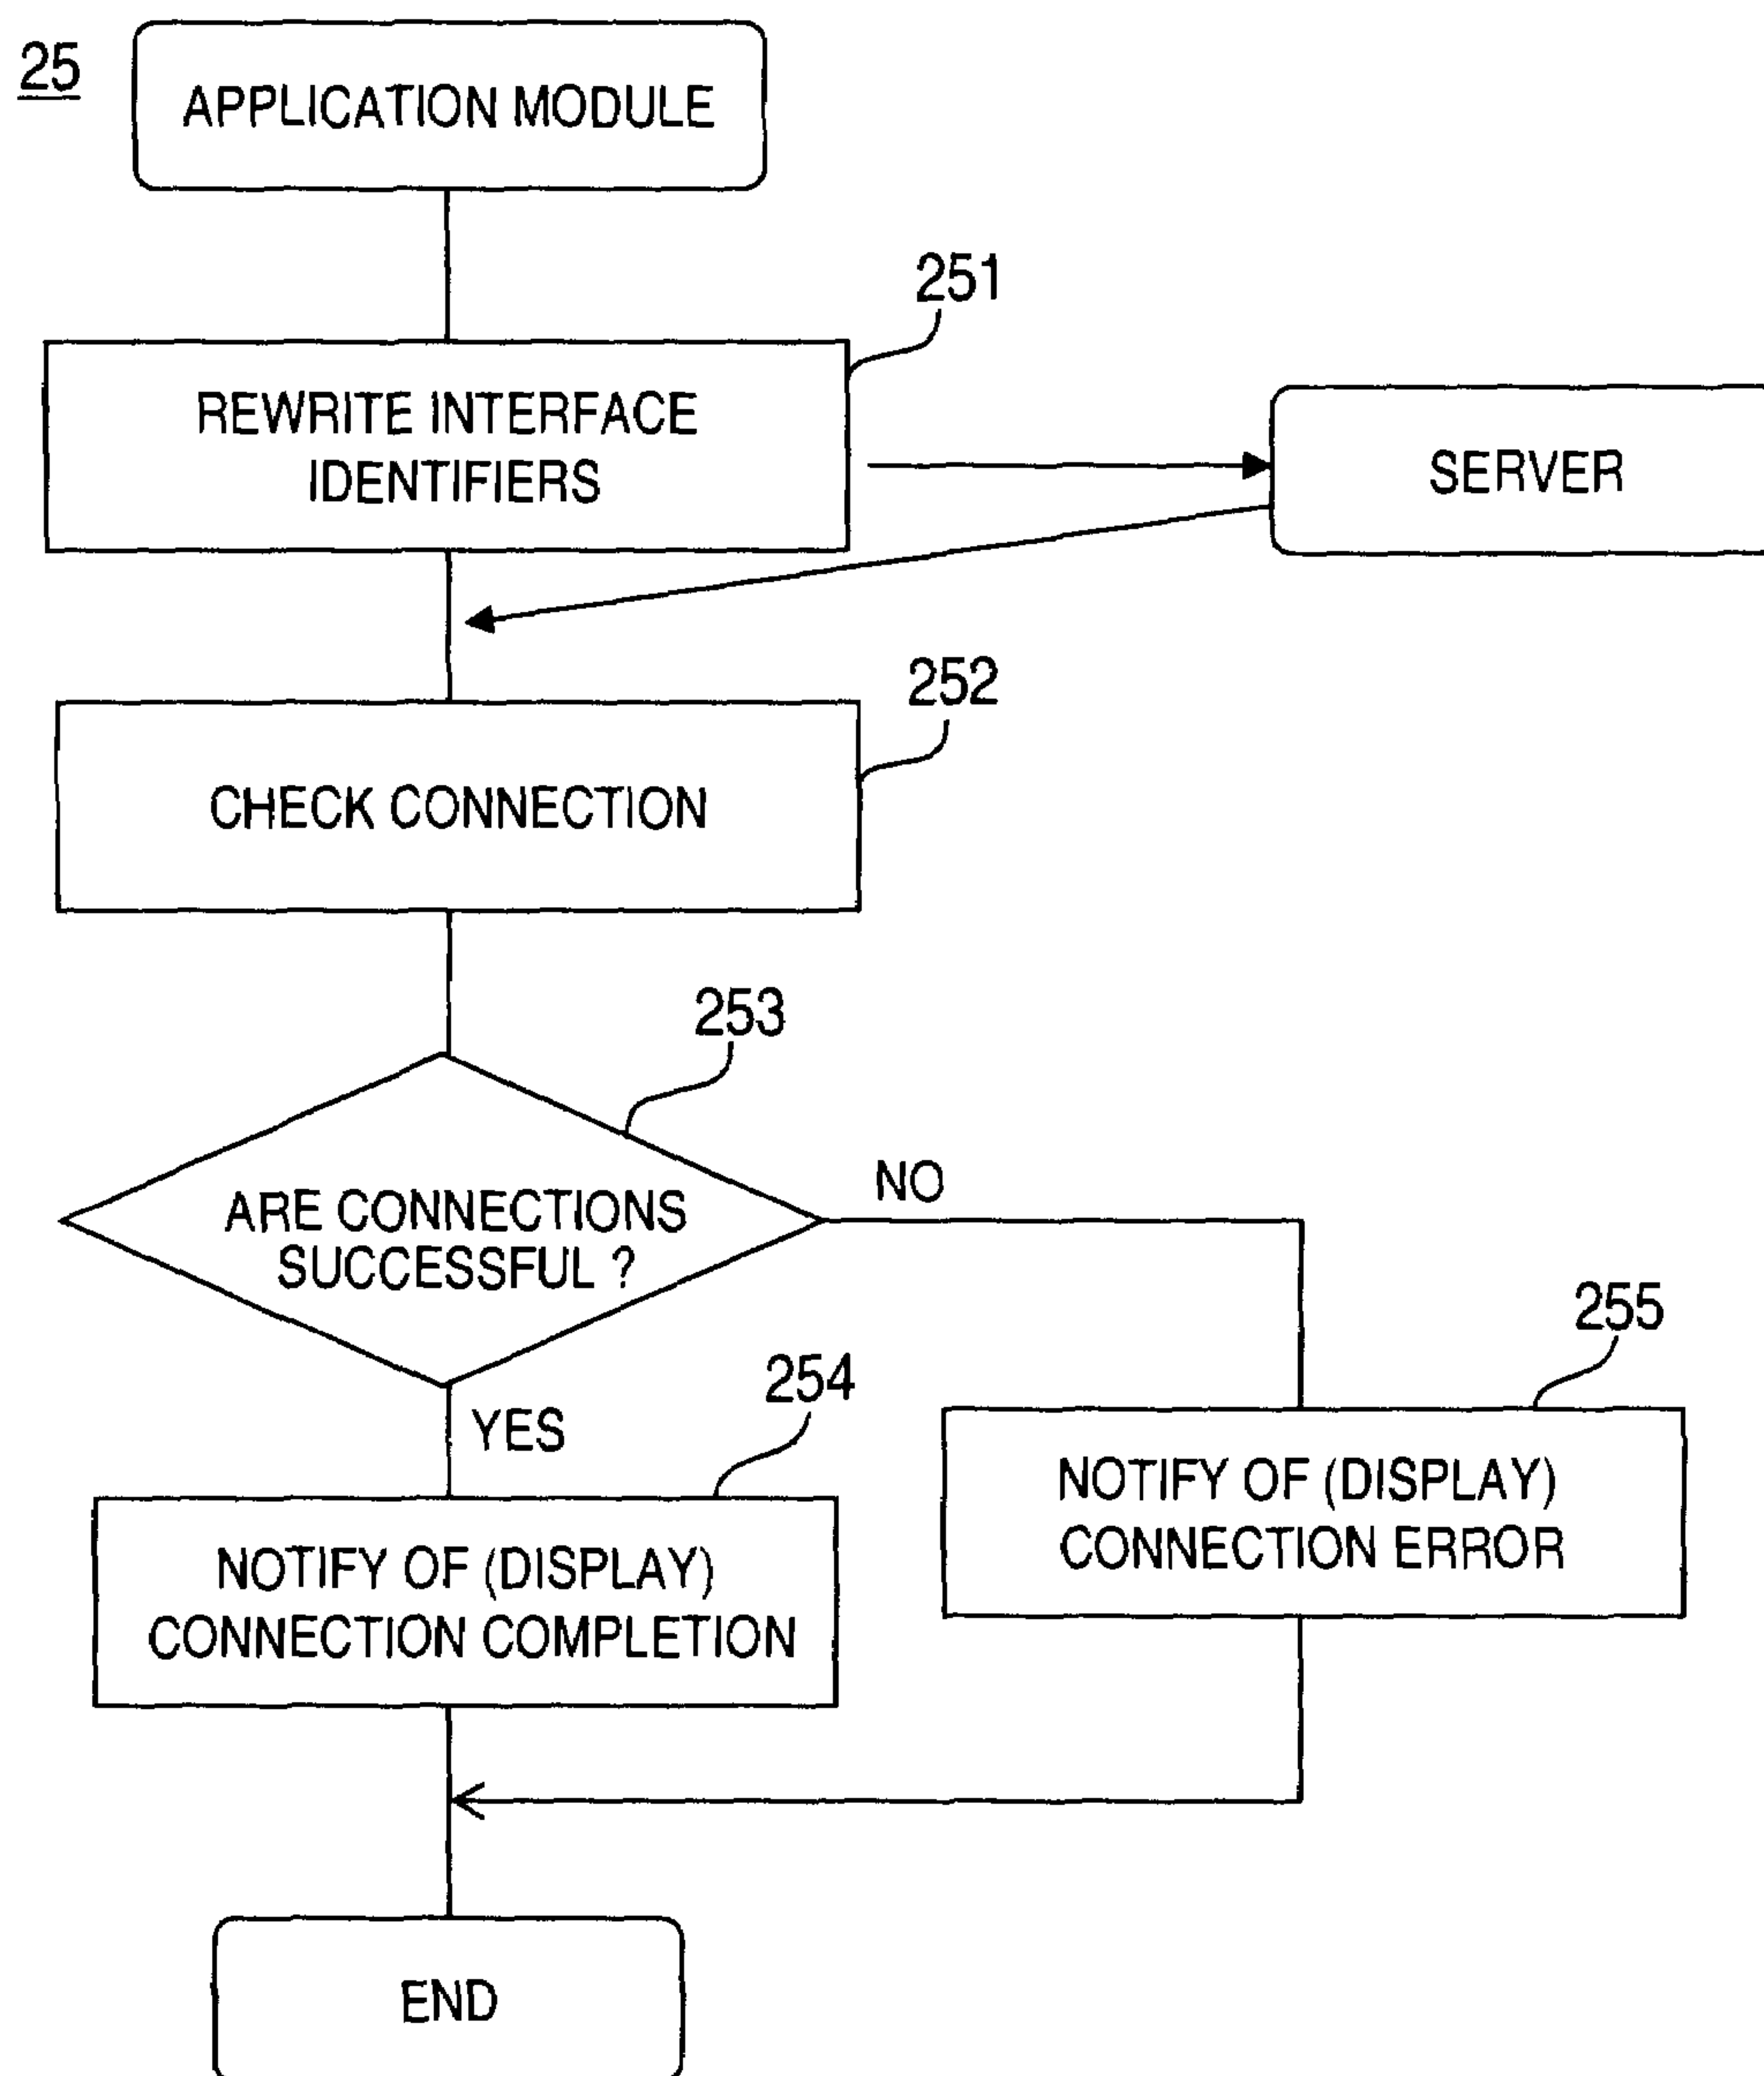 25
APPLICATION MODULE
251
REWRITE INTERFACE
IDENTIFIERS
SERVER
252
CHECK CONNECTION
253
ARE CONNECTIONS
SUCCESSFUL ?
NO
YES
254
255
NOTIFY OF (DISPLAY)
CONNECTION COMPLETION
NOTIFY OF (DISPLAY)
CONNECTION ERROR
END